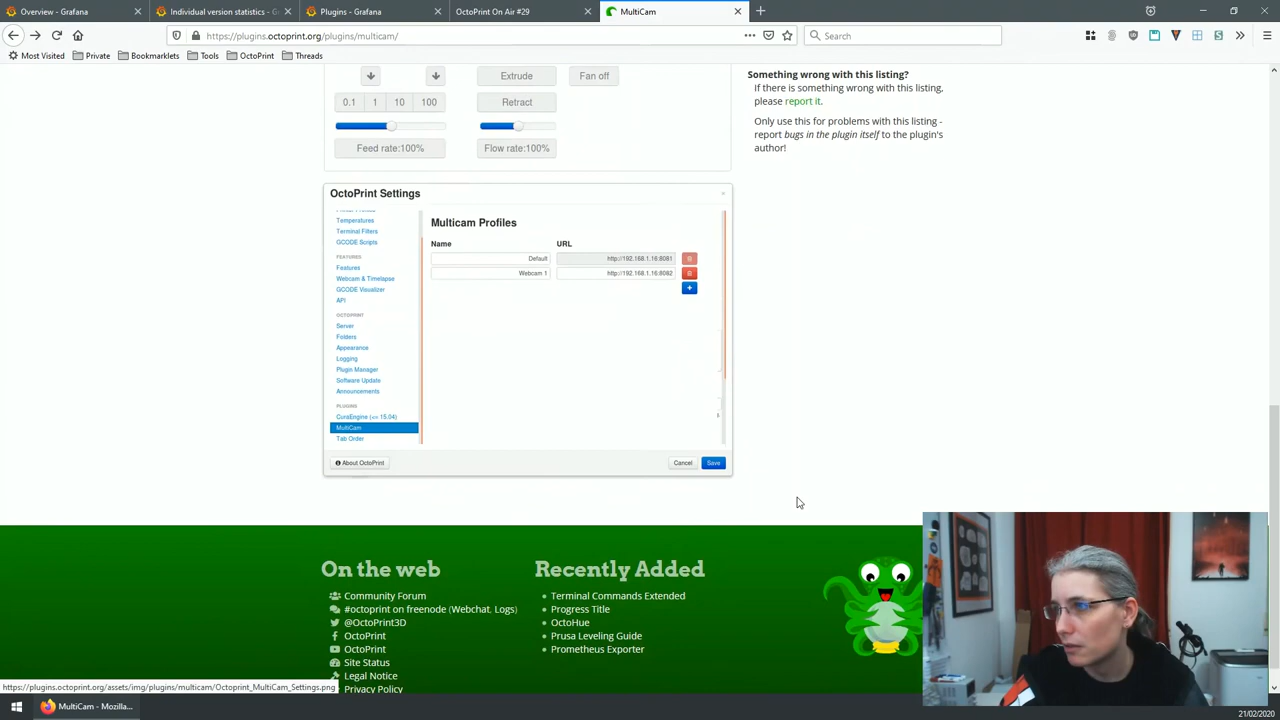 Overview - Grafana
Individual version statistics - G
Plugins - Grafana
OctoPrint On Air #29
MultiCam
https://plugins.octoprint.org/plugins/multicam/
Search
Most Visited
Private
Bookmarklets
Tools
OctoPrint
Threads
Extrude
Fan off
0.1
1
10
100
Retract
Feed rate:100%
Flow rate:100%
Something wrong with this listing?
If there is something wrong with this listing,
please report it.
Only use this for problems with this listing -
report bugs in the plugin itself to the plugin's
author!
OctoPrint Settings
Temperatures
Terminal Filters
GCODE Scripts
FEATURES
Features
Webcam & Timelapse
GCODE Visualizer
API
OCTOPRINT
Server
Folders
Appearance
Logging
Plugin Manager
Software Update
Announcements
PLUGINS
CuraEngine (<= 15.04)
MultiCam
Tab Order
Multicam Profiles
Name
URL
Default
http://192.168.1.16:8081
Webcam 1
http://192.168.1.16:8082
About OctoPrint
Cancel
Save
On the web
Community Forum
#octoprint on freenode (Webchat, Logs)
@OctoPrint3D
OctoPrint
OctoPrint
Site Status
Legal Notice
Privacy Policy
Recently Added
Terminal Commands Extended
Progress Title
OctoHue
Prusa Leveling Guide
Prometheus Exporter
https://plugins.octoprint.org/assets/img/plugins/multicam/Octoprint_MultiCam_Settings.png
MultiCam - Mozilla...
21/02/2020